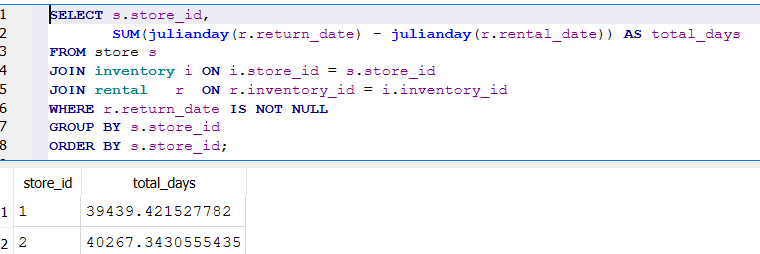 1 SELECT s.store_id,
2 SUM(julianday(r.return_date) - julianday(r.rental_date)) AS total_days
3 FROM store s
4 JOIN inventory i ON i.store_id = s.store_id
5 JOIN rental r ON r.inventory_id = i.inventory_id
6 WHERE r.return_date IS NOT NULL
7 GROUP BY s.store_id
8 ORDER BY s.store_id;
store_id total_days
1 1 39439.421527782
2 2 40267.3430555435